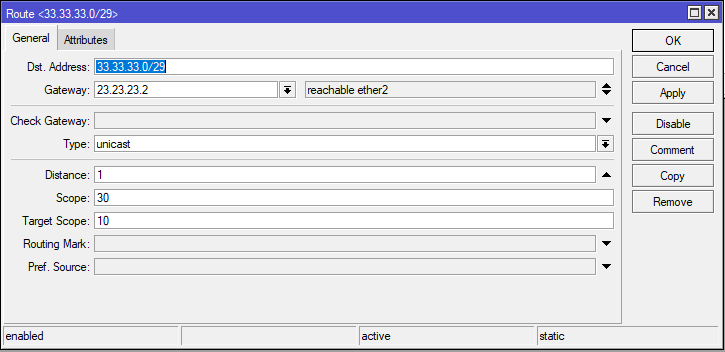 Route <33.33.33.0/29>
General Attributes
Dst. Address: 33.33.33.0/29
Gateway: 23.23.23.2 reachable ether2
Check Gateway:
Type: unicast
Distance: 1
Scope: 30
Target Scope: 10
Routing Mark:
Pref. Source:
OK
Cancel
Apply
Disable
Comment
Copy
Remove
enabled active static